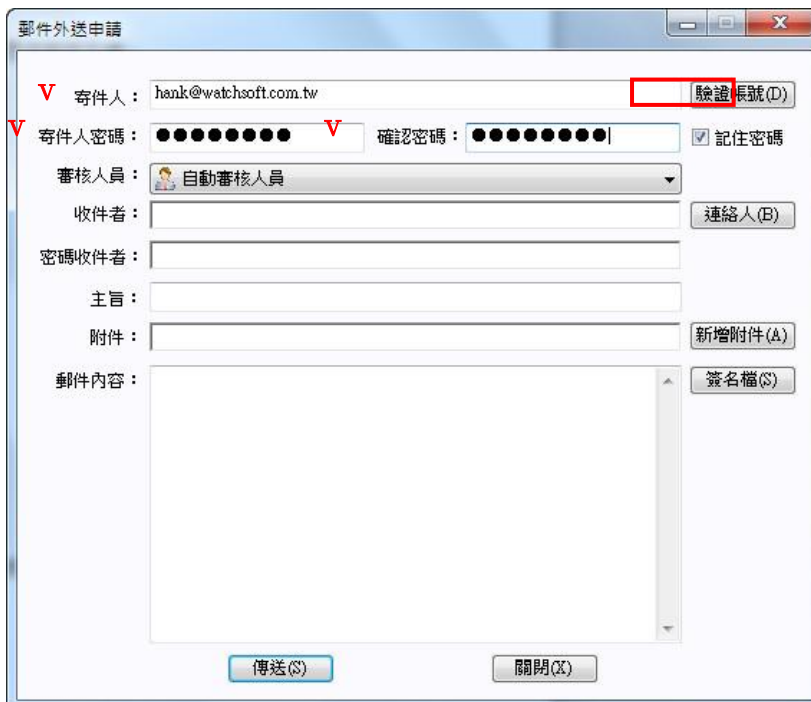 郵件外送申請
V 寄件人： hank@watchsoft.com.tw 驗證帳號(D)
V 寄件人密碼： ●●●●●●●● V 確認密碼： ●●●●●●●● 記住密碼
審核人員： 自動審核人員
收件者： 連絡人(B)
密碼收件者：
主旨：
附件： 新增附件(A)
郵件內容： 簽名檔(S)
傳送(S) 關閉(X)